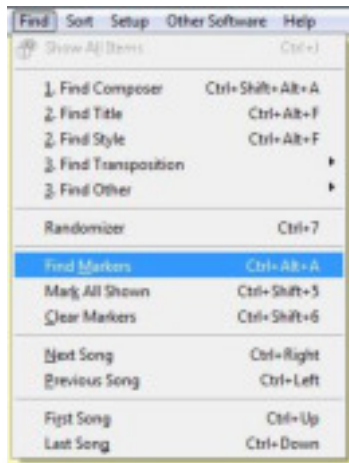 Find Sort Setup Other Software Help
Show All Items Ctrl+J
1. Find Composer Ctrl+Shift+Alt+A
2. Find Title Ctrl+Alt+F
2. Find Style Ctrl+Alt+F
3. Find Transposition
3. Find Other
Randomizer Ctrl+7
Find Markers Ctrl+Alt+A
Mark All Shown Ctrl+Shift+5
Clear Markers Ctrl+Shift+6
Next Song Ctrl+Right
Previous Song Ctrl+Left
First Song Ctrl+Up
Last Song Ctrl+Down